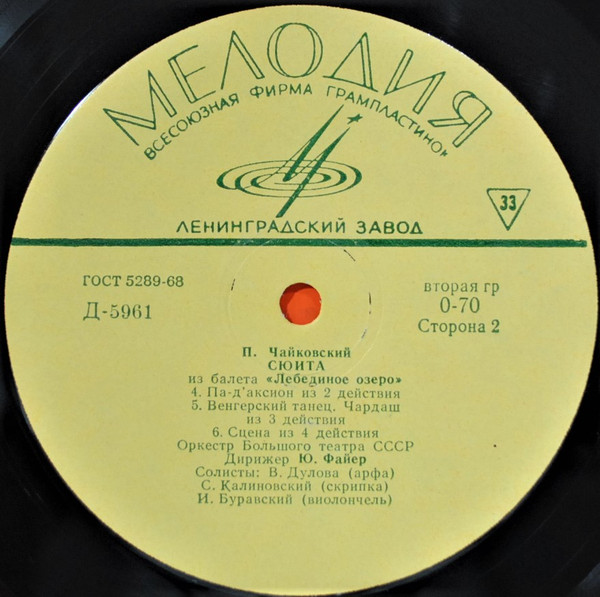 МЕЛОДИЯ
ВСЕСОЮЗНАЯ ФИРМА ГРАМПЛАСТИНОК
33
ЛЕНИНГРАДСКИЙ ЗАВОД
ГОСТ 5289-68
Д-5961
вторая гр
0-70
Сторона 2
П. Чайковский
СЮИТА
из балета «Лебединое озеро»
4. Па-д'аксион из 2 действия
5. Венгерский танец. Чардаш
из 3 действия
6. Сцена из 4 действия
Оркестр Большого театра СССР
Дирижер Ю. Файер
Солисты: В. Дулова (арфа)
С. Калиновский (скрипка)
И. Буравский (виолончель)